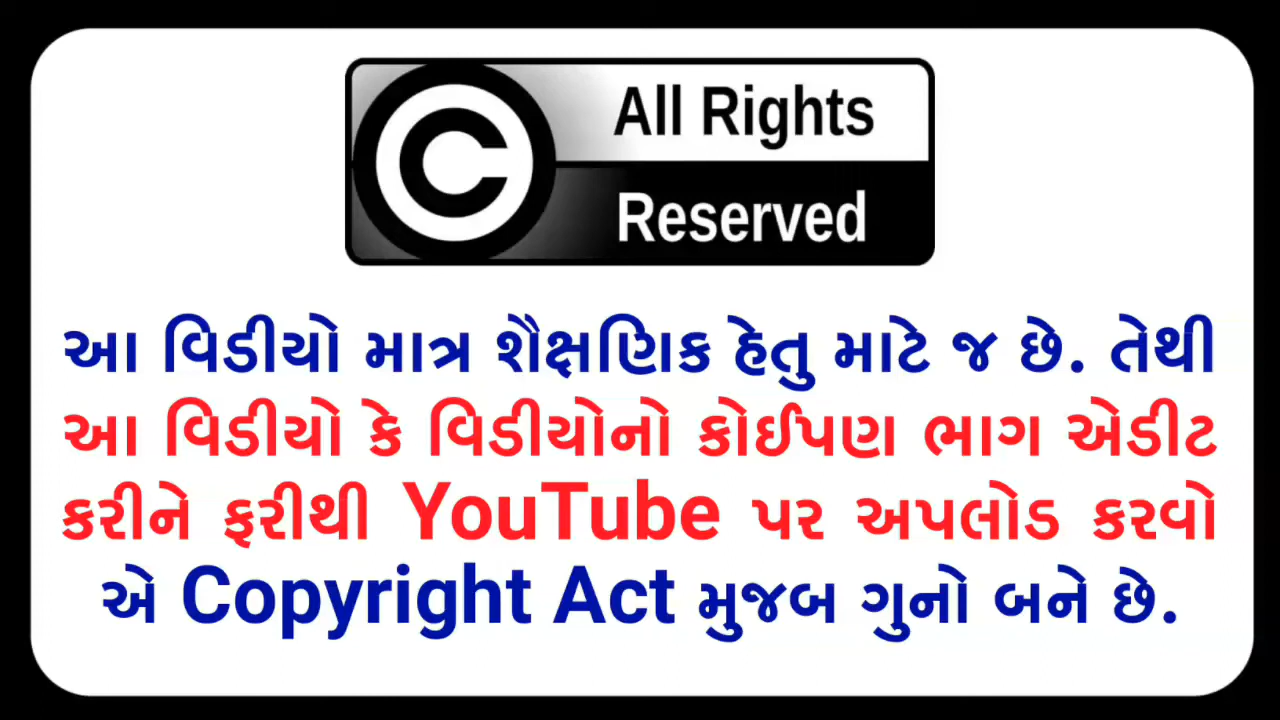 All Rights
Reserved
આ વિડીયો માત્ર શૈક્ષણિક હેતુ માટે જ છે. તેથી
આ વિડીયો કે વિડીયોનો કોઈપણ ભાગ એડીટ
કરીને ફરીથી YouTube પર અપલોડ કરવો
એ Copyright Act મુજબ ગુનો બને છે.